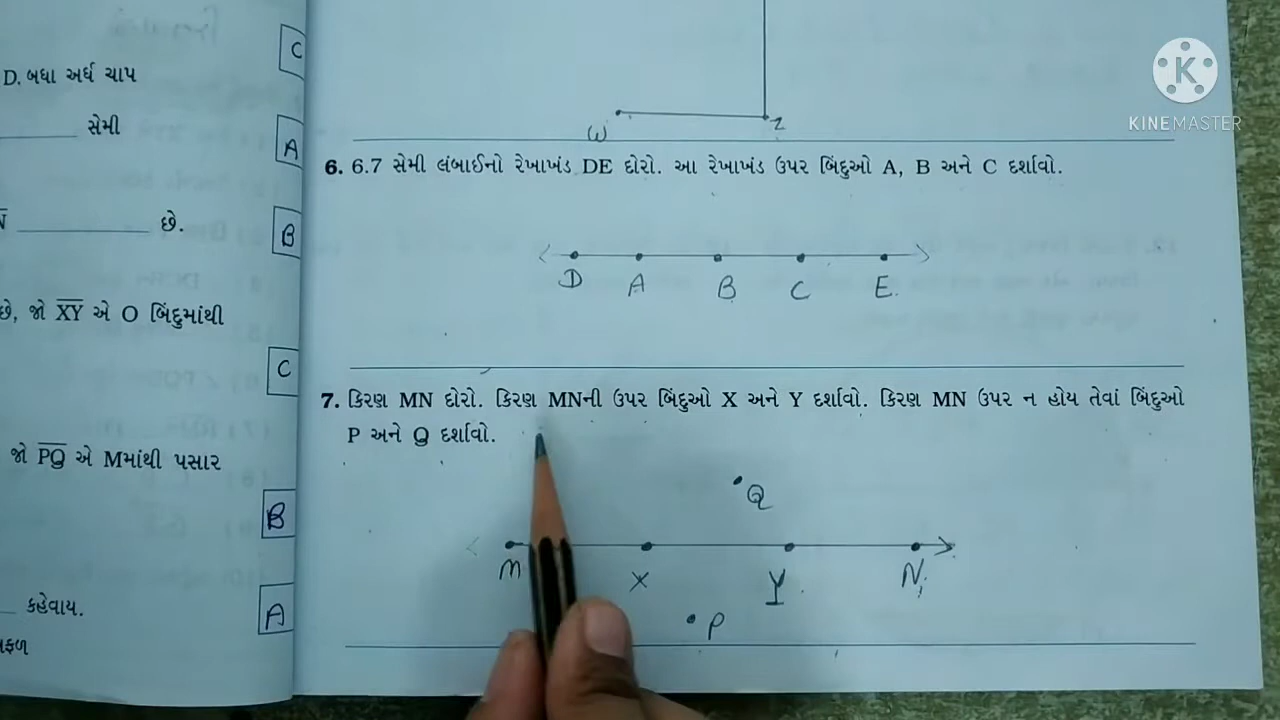 C
D. બધા અર્ધ ચાપ
સેમી
A
છે.
B
છે, જો XY એ O બિંદુમાંથી
C
જો PQ એ Mમાંથી પસાર
B
કહેવાય.
A
W
Z
6. 6.7 સેમી લંબાઈનો રેખાખંડ DE દોરો. આ રેખાખંડ ઉપર બિંદુઓ A, B અને C દર્શાવો.
D A B C E
7. કિરણ MN દોરો. કિરણ MNની ઉપર બિંદુઓ X અને Y દર્શાવો. કિરણ MN ઉપર ન હોય તેવાં બિંદુઓ
P અને Q દર્શાવો.
Q
M X Y N
P
K
KINEMASTER